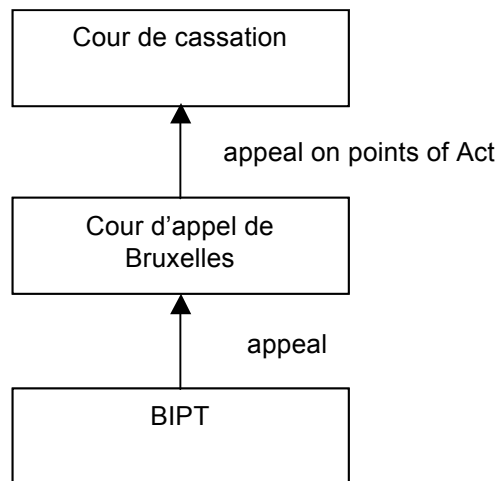 Cour de cassation
appeal on points of Act
Cour d'appel de
Bruxelles
appeal
BIPT